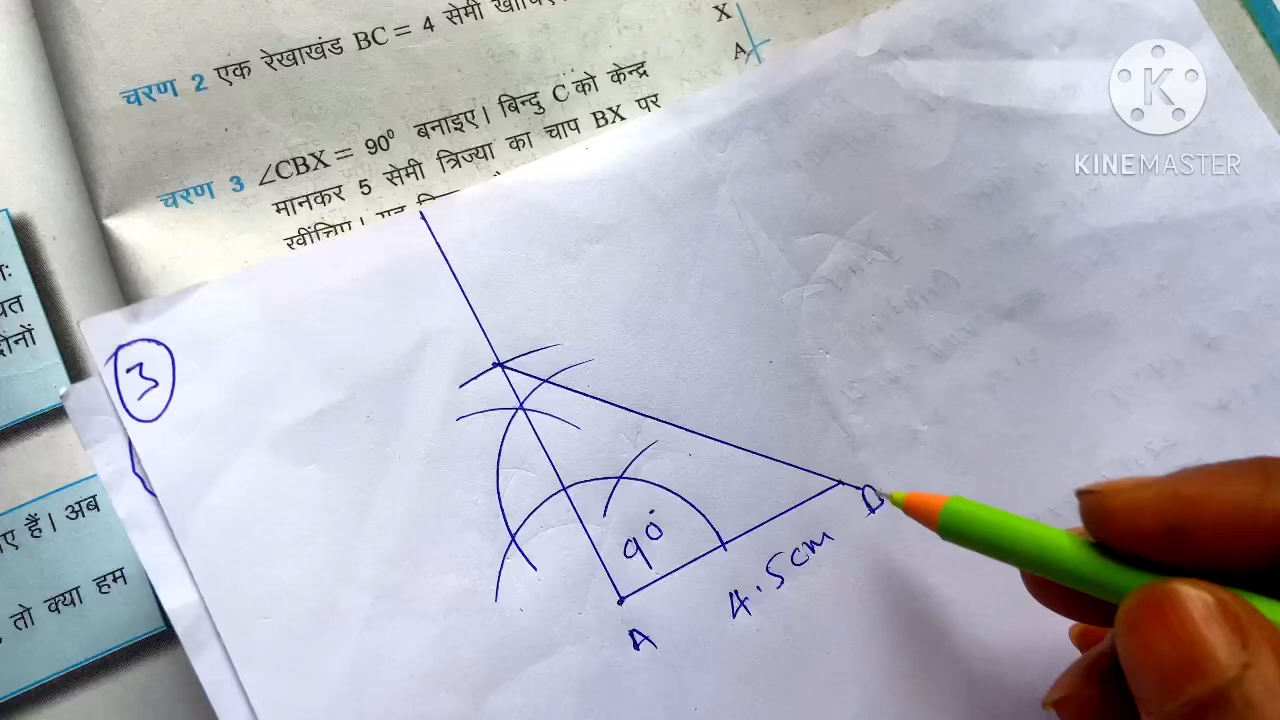 चरण 2 एक रेखाखंड BC = 4 सेमी
चरण 3 ∠CBX = 90⁰ बनाइए। बिन्दु C को केन्द्र
मानकर 5 सेमी त्रिज्या का चाप BX पर
खींचिए।
X
A
K
KINEMASTER
3
90°
A
4.5cm
ए हैं। अब
, तो क्या हम